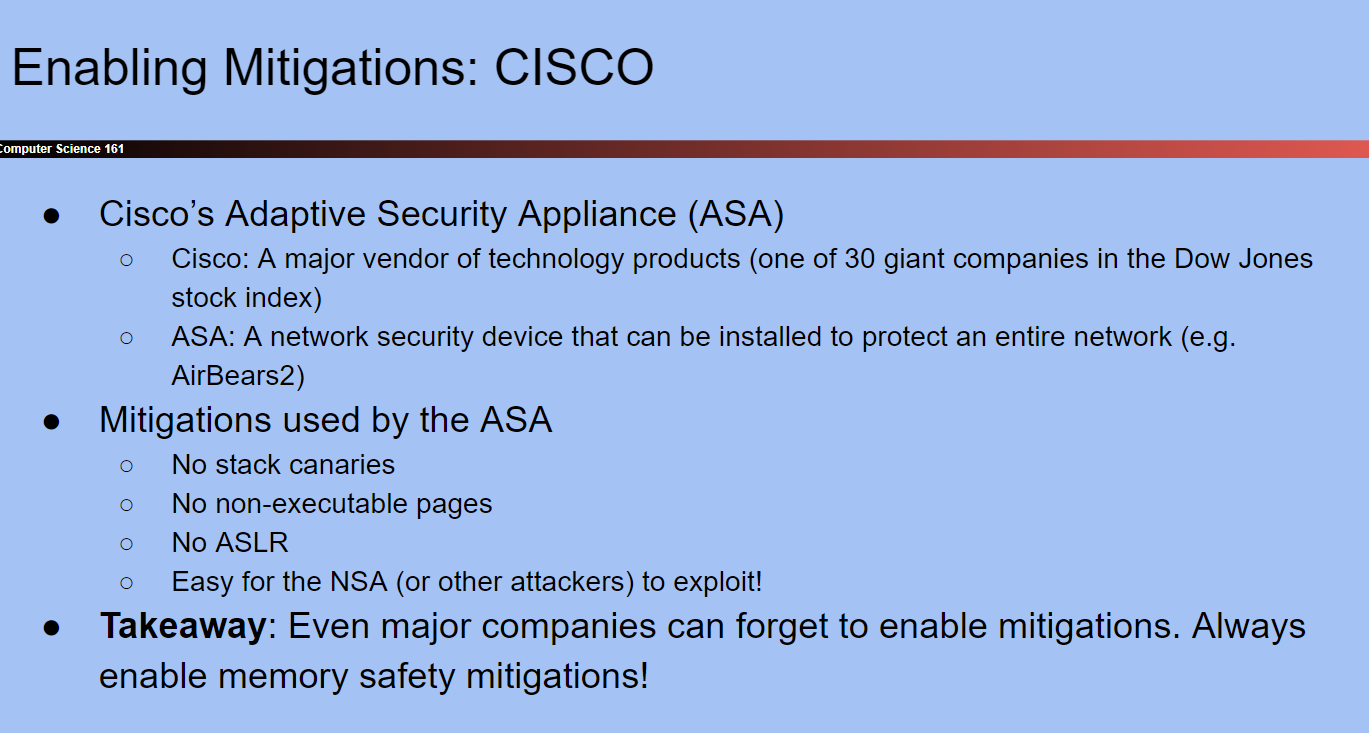 Enabling Mitigations: CISCO
Computer Science 161
● Cisco’s Adaptive Security Appliance (ASA)
○ Cisco: A major vendor of technology products (one of 30 giant companies in the Dow Jones
stock index)
○ ASA: A network security device that can be installed to protect an entire network (e.g.
AirBears2)
● Mitigations used by the ASA
○ No stack canaries
○ No non-executable pages
○ No ASLR
○ Easy for the NSA (or other attackers) to exploit!
● Takeaway: Even major companies can forget to enable mitigations. Always
enable memory safety mitigations!